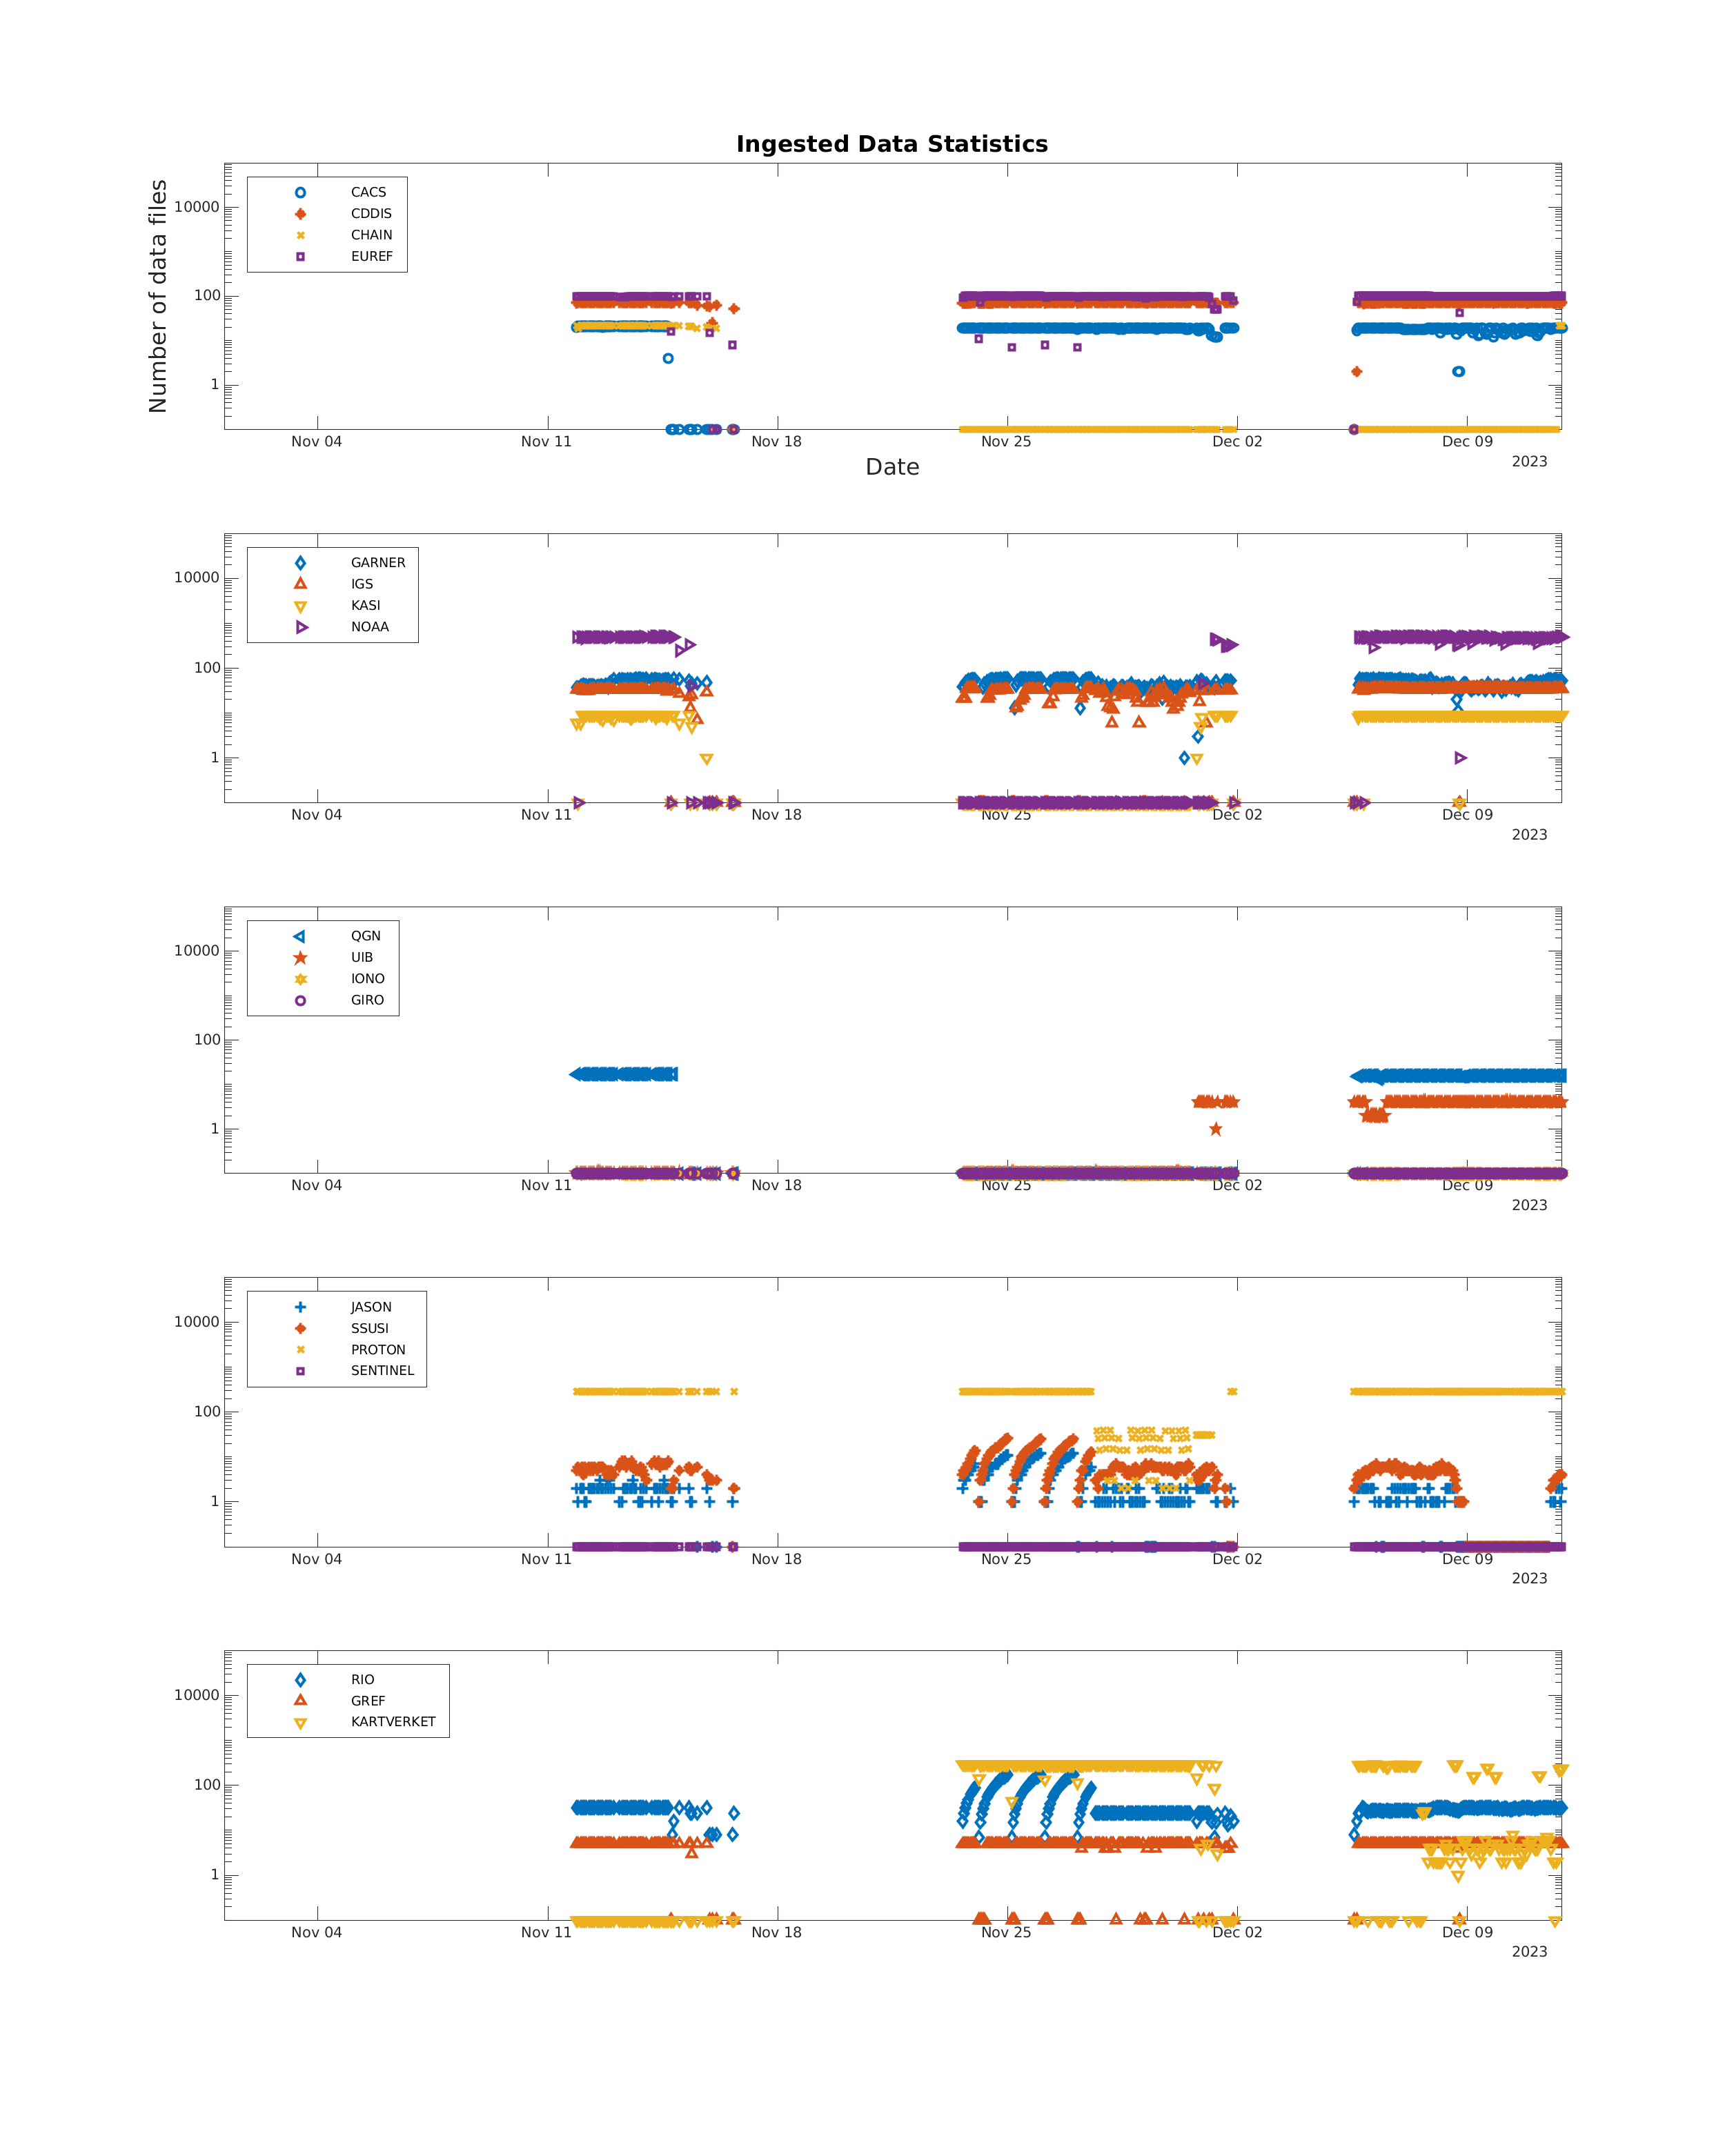 Ingested Data Statistics
Number of data files
10000
100
1
CACS
CDDIS
CHAIN
EUREF
Nov 04
Nov 11
Nov 18
Nov 25
Dec 02
Dec 09
2023
Date
10000
100
1
GARNER
IGS
KASI
NOAA
Nov 04
Nov 11
Nov 18
Nov 25
Dec 02
Dec 09
2023
10000
100
1
QGN
UIB
IONO
GIRO
Nov 04
Nov 11
Nov 18
Nov 25
Dec 02
Dec 09
2023
10000
100
1
JASON
SSUSI
PROTON
SENTINEL
Nov 04
Nov 11
Nov 18
Nov 25
Dec 02
Dec 09
2023
10000
100
1
RIO
GREF
KARTVERKET
Nov 04
Nov 11
Nov 18
Nov 25
Dec 02
Dec 09
2023